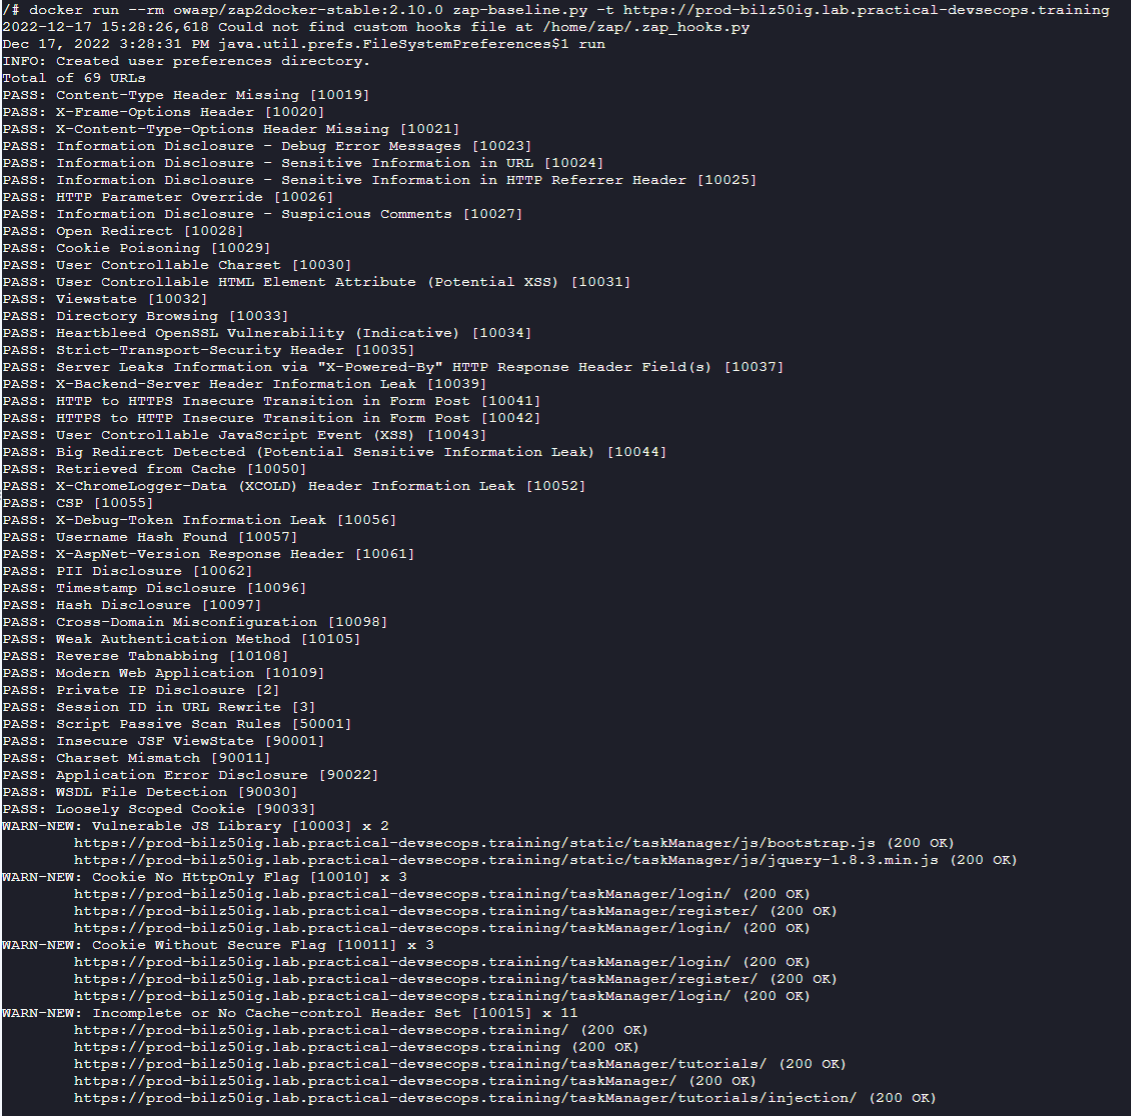 /# docker run --rm owasp/zap2docker-stable:2.10.0 zap-baseline.py -t https://prod-bilz50ig.lab.practical-devsecops.training
2022-12-17 15:28:26,618 Could not find custom hooks file at /home/zap/.zap_hooks.py
Dec 17, 2022 3:28:31 PM java.util.prefs.FileSystemPreferences$1 run
INFO: Created user preferences directory.
Total of 69 URLs
PASS: Content-Type Header Missing [10019]
PASS: X-Frame-Options Header [10020]
PASS: X-Content-Type-Options Header Missing [10021]
PASS: Information Disclosure - Debug Error Messages [10023]
PASS: Information Disclosure - Sensitive Information in URL [10024]
PASS: Information Disclosure - Sensitive Information in HTTP Referrer Header [10025]
PASS: HTTP Parameter Override [10026]
PASS: Information Disclosure - Suspicious Comments [10027]
PASS: Open Redirect [10028]
PASS: Cookie Poisoning [10029]
PASS: User Controllable Charset [10030]
PASS: User Controllable HTML Element Attribute (Potential XSS) [10031]
PASS: Viewstate [10032]
PASS: Directory Browsing [10033]
PASS: Heartbleed OpenSSL Vulnerability (Indicative) [10034]
PASS: Strict-Transport-Security Header [10035]
PASS: Server Leaks Information via "X-Powered-By" HTTP Response Header Field(s) [10037]
PASS: X-Backend-Server Header Information Leak [10039]
PASS: HTTP to HTTPS Insecure Transition in Form Post [10041]
PASS: HTTPS to HTTP Insecure Transition in Form Post [10042]
PASS: User Controllable JavaScript Event (XSS) [10043]
PASS: Big Redirect Detected (Potential Sensitive Information Leak) [10044]
PASS: Retrieved from Cache [10050]
PASS: X-ChromeLogger-Data (XCOLD) Header Information Leak [10052]
PASS: CSP [10055]
PASS: X-Debug-Token Information Leak [10056]
PASS: Username Hash Found [10057]
PASS: X-AspNet-Version Response Header [10061]
PASS: PII Disclosure [10062]
PASS: Timestamp Disclosure [10096]
PASS: Hash Disclosure [10097]
PASS: Cross-Domain Misconfiguration [10098]
PASS: Weak Authentication Method [10105]
PASS: Reverse Tabnabbing [10108]
PASS: Modern Web Application [10109]
PASS: Private IP Disclosure [2]
PASS: Session ID in URL Rewrite [3]
PASS: Script Passive Scan Rules [50001]
PASS: Insecure JSF ViewState [90001]
PASS: Charset Mismatch [90011]
PASS: Application Error Disclosure [90022]
PASS: WSDL File Detection [90030]
PASS: Loosely Scoped Cookie [90033]
WARN-NEW: Vulnerable JS Library [10003] x 2
https://prod-bilz50ig.lab.practical-devsecops.training/static/taskManager/js/bootstrap.js (200 OK)
https://prod-bilz50ig.lab.practical-devsecops.training/static/taskManager/js/jquery-1.8.3.min.js (200 OK)
WARN-NEW: Cookie No HttpOnly Flag [10010] x 3
https://prod-bilz50ig.lab.practical-devsecops.training/taskManager/login/ (200 OK)
https://prod-bilz50ig.lab.practical-devsecops.training/taskManager/register/ (200 OK)
https://prod-bilz50ig.lab.practical-devsecops.training/taskManager/login/ (200 OK)
WARN-NEW: Cookie Without Secure Flag [10011] x 3
https://prod-bilz50ig.lab.practical-devsecops.training/taskManager/login/ (200 OK)
https://prod-bilz50ig.lab.practical-devsecops.training/taskManager/register/ (200 OK)
https://prod-bilz50ig.lab.practical-devsecops.training/taskManager/login/ (200 OK)
WARN-NEW: Incomplete or No Cache-control Header Set [10015] x 11
https://prod-bilz50ig.lab.practical-devsecops.training/ (200 OK)
https://prod-bilz50ig.lab.practical-devsecops.training (200 OK)
https://prod-bilz50ig.lab.practical-devsecops.training/taskManager/tutorials/ (200 OK)
https://prod-bilz50ig.lab.practical-devsecops.training/taskManager/ (200 OK)
https://prod-bilz50ig.lab.practical-devsecops.training/taskManager/tutorials/injection/ (200 OK)